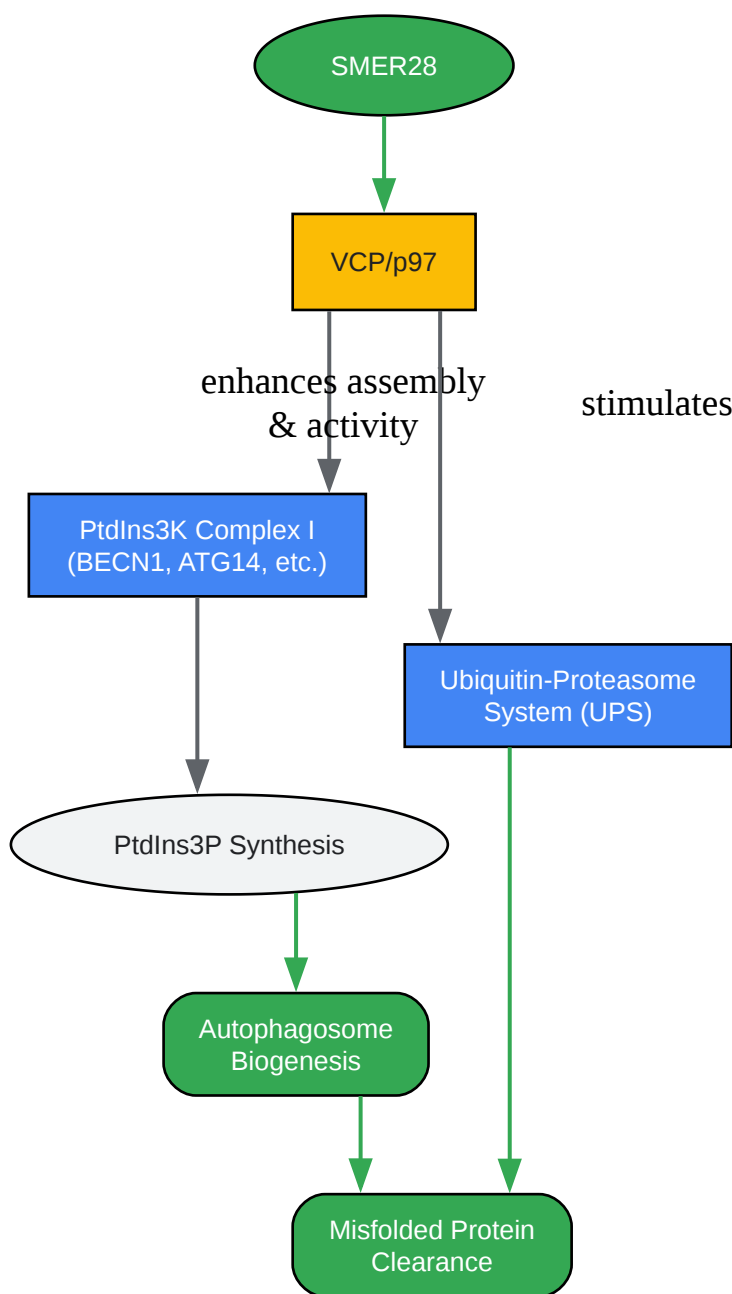 SMER28
VCP/p97
enhances assembly
& activity
stimulates
PtdIns3K Complex I
(BECN1, ATG14, etc.)
Ubiquitin-Proteasome
System (UPS)
PtdIns3P Synthesis
Autophagosome
Biogenesis
Misfolded Protein
Clearance